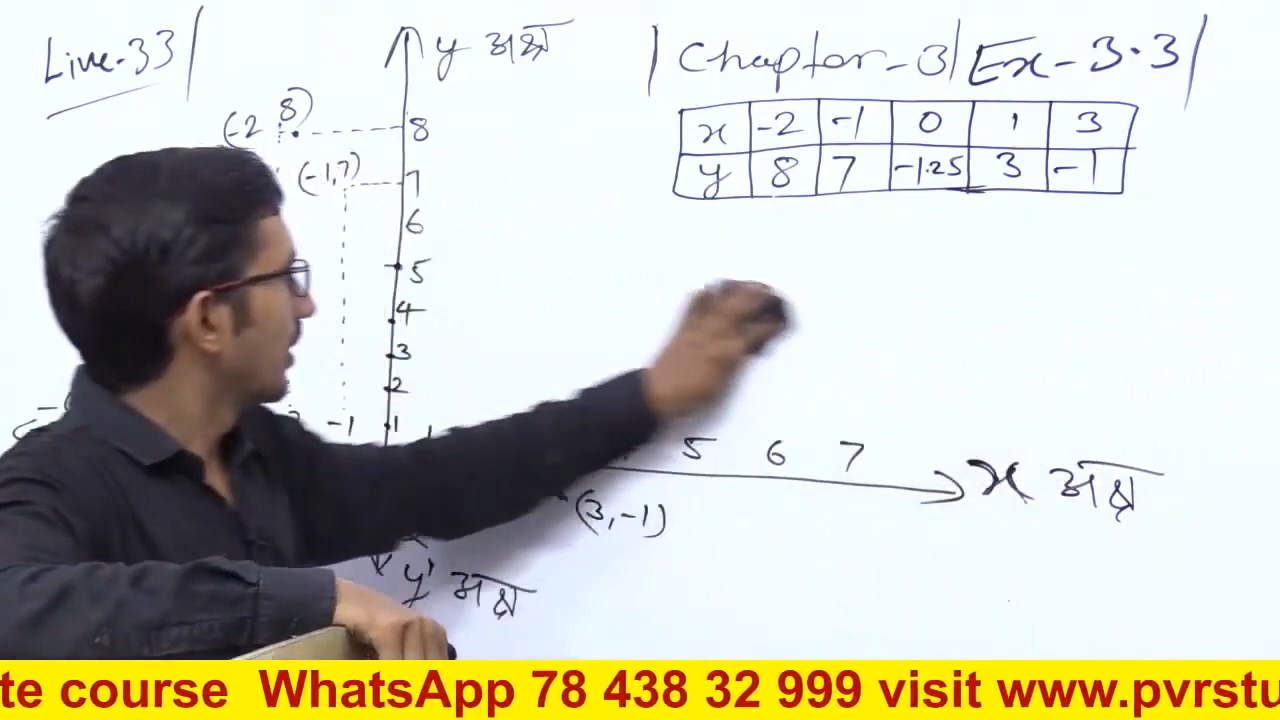 Live-33
y अक्ष
Chapter-3 Ex-3.3
x -2 -1 0 1 3
y 8 7 -1.25 3 -1
(-2 8)
(-1,7)
8
7
6
5
4
3
2
1
-1
5 6 7
x अक्ष
(3,-1)
y' अक्ष
te course WhatsApp 78 438 32 999 visit www.pvrstu